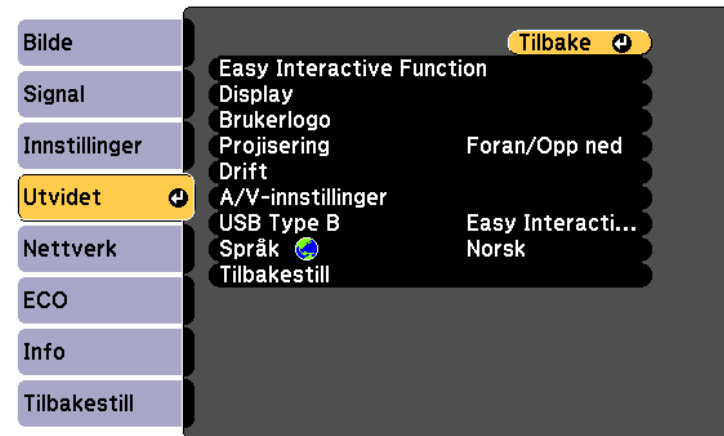 Bilde
Signal
Innstillinger
Utvidet
Nettverk
ECO
Info
Tilbakestill
Tilbake
Easy Interactive Function
Display
Brukerlogo
Projisering Foran/Opp ned
Drift
A/V-innstillinger
USB Type B Easy Interacti...
Språk Norsk
Tilbakestill